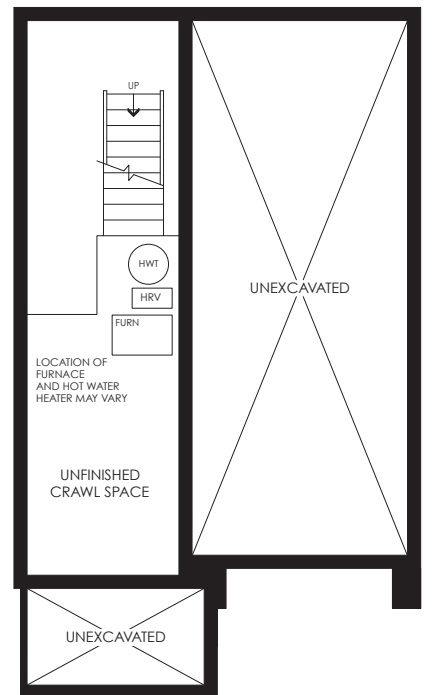 UP
HWT
HRV
FURN
LOCATION OF
FURNACE
AND HOT WATER
HEATER MAY VARY
UNFINISHED
CRAWL SPACE
UNEXCAVATED
UNEXCAVATED